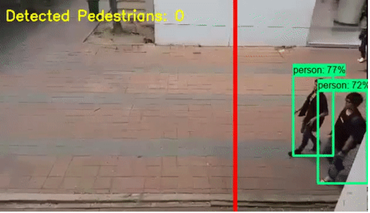 Detected Pedestrians: 0
person: 77%
person: 72%